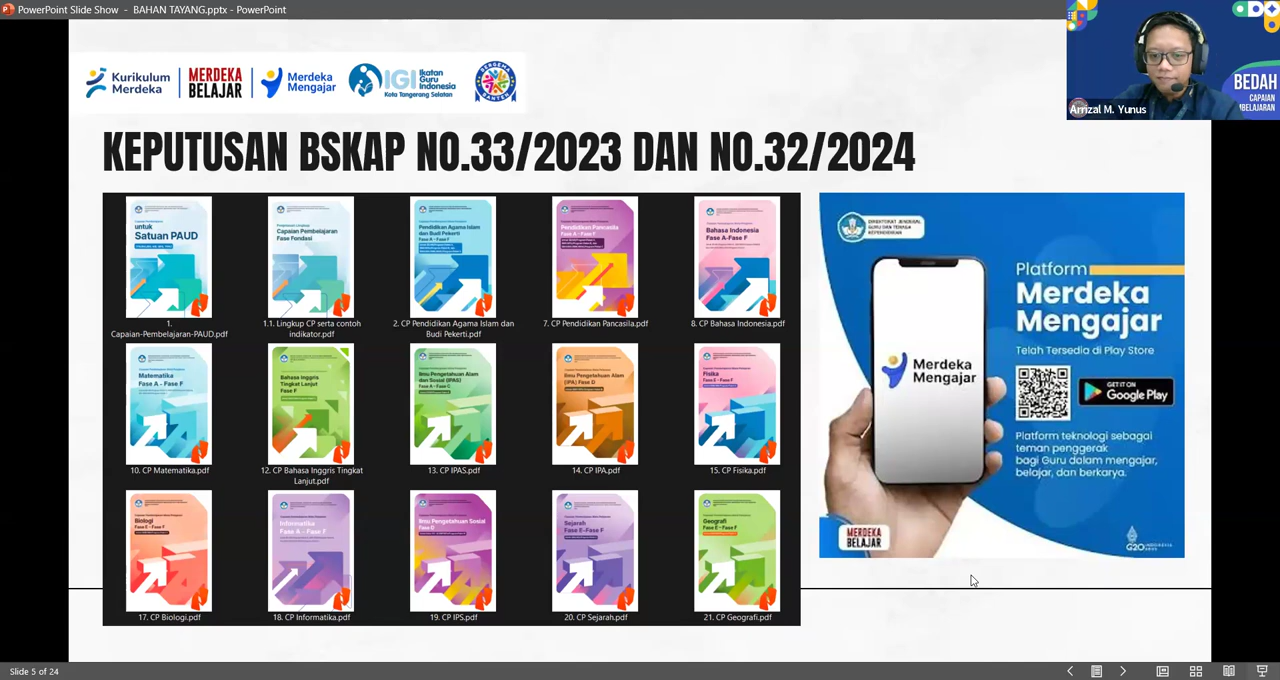 PowerPoint Slide Show - BAHAN TAYANG.pptx - PowerPoint
Kurikulum
Merdeka
MERDEKA
BELAJAR
Merdeka
Mengajar
IGI
Ikatan
Guru
Indonesia
Kota Tangerang Selatan
BEDAH
CAPAIAN
Arrizal M. Yunus
KEPUTUSAN BSKAP NO.33/2023 DAN NO.32/2024
untuk
Satuan PAUD
Capaian Pembelajaran
Fase Fondasi
Pendidikan Agama Islam
dan Budi Pekerti
Fase A - Fase F
Pendidikan Pancasila
Fase A - Fase F
Bahasa Indonesia
Fase A-Fase F
1.
Capaian-Pembelajaran-PAUD.pdf
1.1. Lingkup CP serta contoh
indikator.pdf
2. CP Pendidikan Agama Islam dan
Budi Pekerti.pdf
7. CP Pendidikan Pancasila.pdf
8. CP Bahasa Indonesia.pdf
Matematika
Fase A - Fase F
Bahasa Inggris
Tingkat Lanjut
Fase F
Ilmu Pengetahuan Alam
dan Sosial (IPAS)
Fase A - Fase C
Ilmu Pengetahuan Alam
(IPA) Fase D
Fisika
Fase E - Fase F
10. CP Matematika.pdf
12. CP Bahasa Inggris Tingkat
Lanjut.pdf
13. CP IPAS.pdf
14. CP IPA.pdf
15. CP Fisika.pdf
Biologi
Fase E - Fase F
Informatika
Fase A - Fase F
Ilmu Pengetahuan Sosial
Fase D
Sejarah
Fase E-Fase F
Geografi
Fase E - Fase F
17. CP Biologi.pdf
18. CP Informatika.pdf
19. CP IPS.pdf
20. CP Sejarah.pdf
21. CP Geografi.pdf
DIREKTORAT JENDERAL
GURU DAN TENAGA
KEPENDIDIKAN
Merdeka
Mengajar
Platform
Merdeka
Mengajar
Telah Tersedia di Play Store
GET IT ON
Google Play
Platform teknologi sebagai
teman penggerak
bagi Guru dalam mengajar,
belajar, dan berkarya.
MERDEKA
BELAJAR
G20
Slide 5 of 24